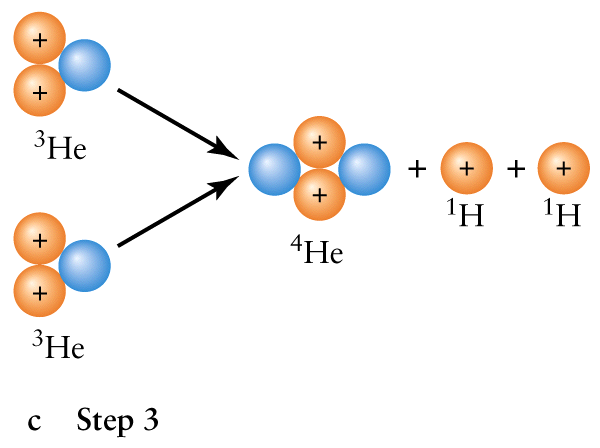 +
+
³He
+
+
⁴He
+
+
¹H
+
+
¹H
+
+
³He
c Step 3